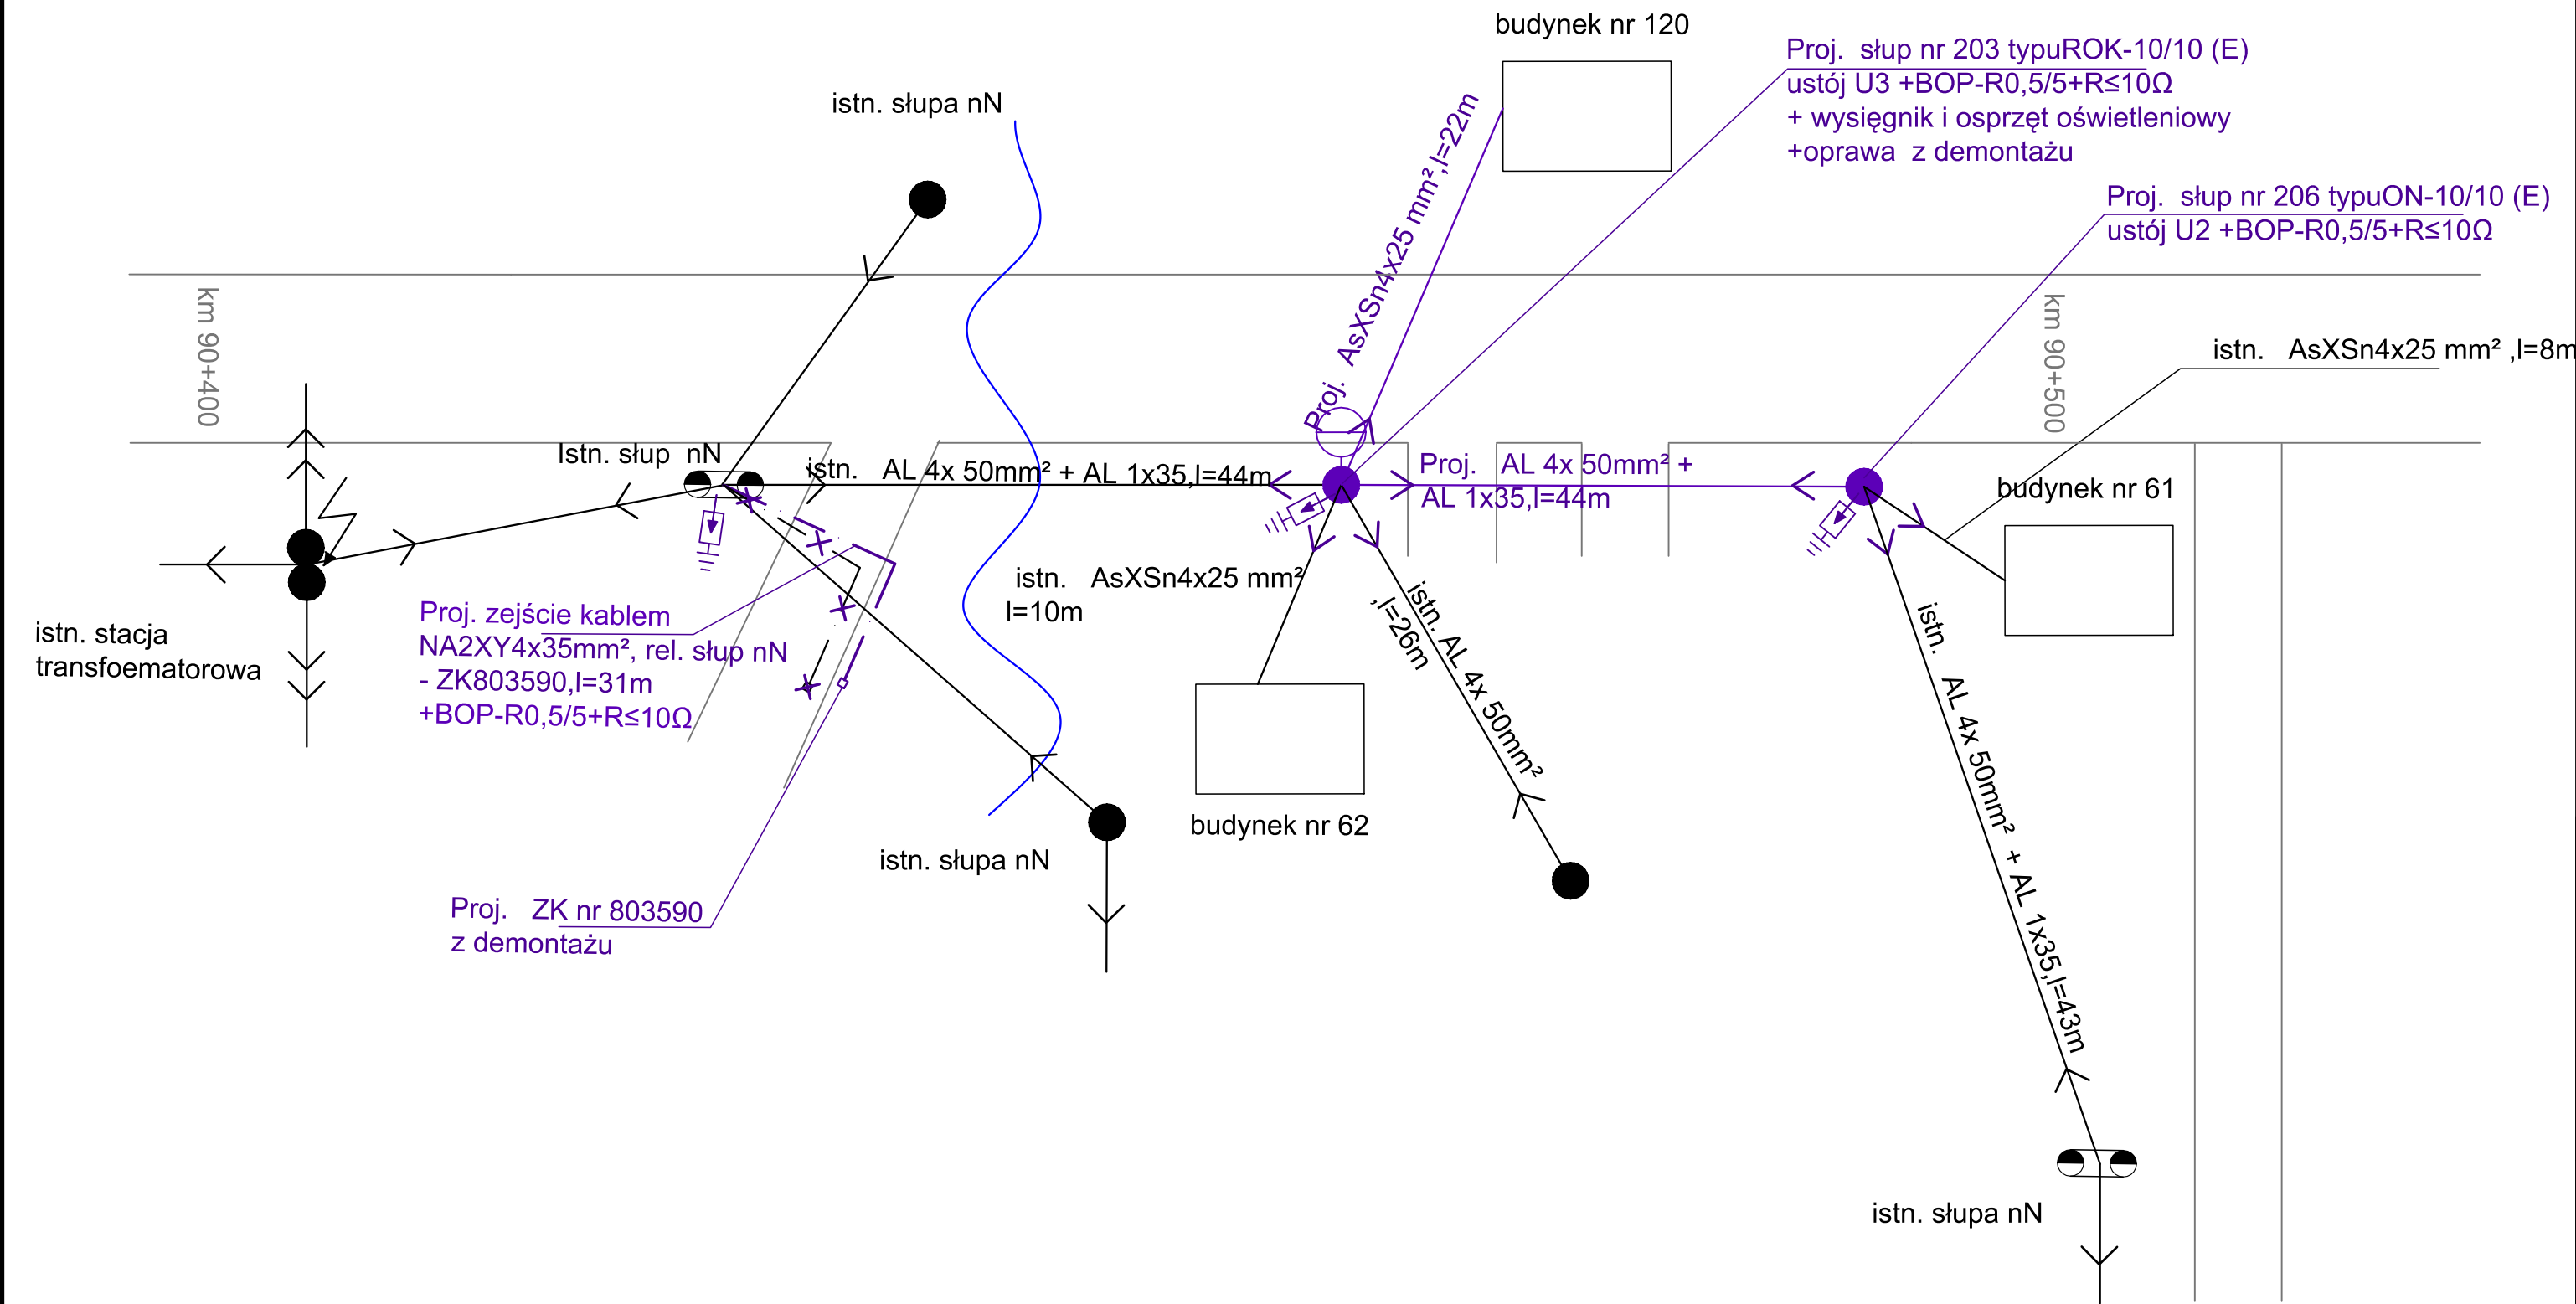 budynek nr 120
Proj. słup nr 203 typuROK-10/10 (E)
ustój U3 +BOP-R0,5/5+R≤10Ω
+ wysięgnik i osprzęt oświetleniowy
+oprawa z demontażu
istn. słupa nN
Proj. AsXSn4x25 mm²,l=22m
Proj. słup nr 206 typuON-10/10 (E)
ustój U2 +BOP-R0,5/5+R≤10Ω
km 90+400
km 90+500
istn. AsXSn4x25 mm² ,l=8m
Istn. słup nN
istn. AL 4x 50mm² + AL 1x35,l=44m
Proj. AL 4x 50mm² +
AL 1x35,l=44m
budynek nr 61
istn. AsXSn4x25 mm²
l=10m
istn. AL 4x 50mm²
,l=26m
istn. AL 4x 50mm² + AL 1x35,l=43m
istn. stacja
transfoematorowa
Proj. zejście kablem
NA2XY4x35mm², rel. słup nN
- ZK803590,l=31m
+BOP-R0,5/5+R≤10Ω
budynek nr 62
istn. słupa nN
Proj. ZK nr 803590
z demontażu
istn. słupa nN